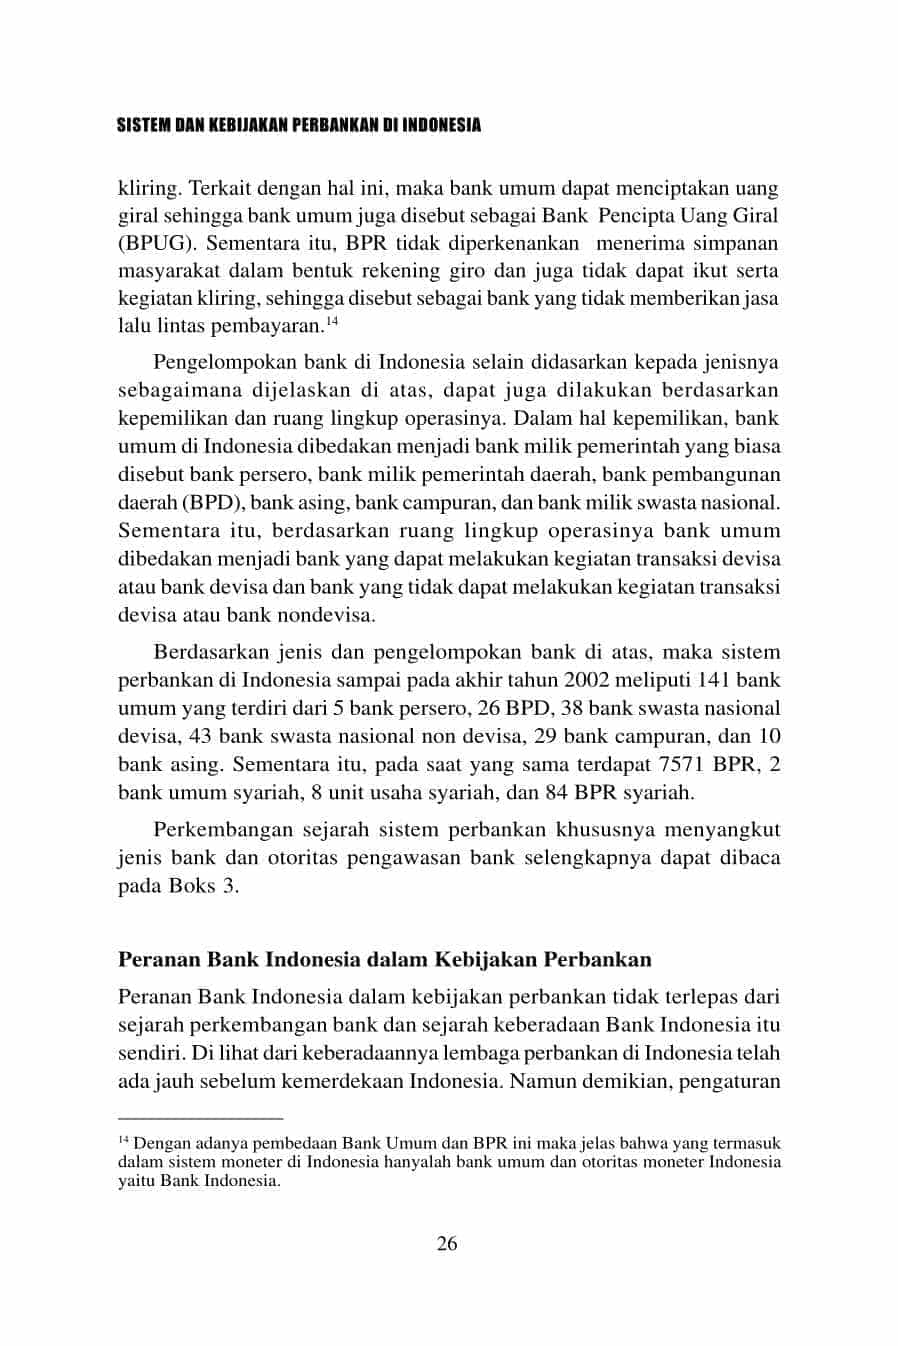 SISTEM DAN KEBIJAKAN PERBANKAN DI INDONESIA
kliring. Terkait dengan hal ini, maka bank umum dapat menciptakan uang
giral sehingga bank umum juga disebut sebagai Bank Pencipta Uang Giral
(BPUG). Sementara itu, BPR tidak diperkenankan menerima simpanan
masyarakat dalam bentuk rekening giro dan juga tidak dapat ikut serta
kegiatan kliring, sehingga disebut sebagai bank yang tidak memberikan jasa
lalu lintas pembayaran.14
Pengelompokan bank di Indonesia selain didasarkan kepada jenisnya
sebagaimana dijelaskan di atas, dapat juga dilakukan berdasarkan
kepemilikan dan ruang lingkup operasinya. Dalam hal kepemilikan, bank
umum di Indonesia dibedakan menjadi bank milik pemerintah yang biasa
disebut bank persero, bank milik pemerintah daerah, bank pembangunan
daerah (BPD), bank asing, bank campuran, dan bank milik swasta nasional.
Sementara itu, berdasarkan ruang lingkup operasinya bank umum
dibedakan menjadi bank yang dapat melakukan kegiatan transaksi devisa
atau bank devisa dan bank yang tidak dapat melakukan kegiatan transaksi
devisa atau bank nondevisa.
Berdasarkan jenis dan pengelompokan bank di atas, maka sistem
perbankan di Indonesia sampai pada akhir tahun 2002 meliputi 141 bank
umum yang terdiri dari 5 bank persero, 26 BPD, 38 bank swasta nasional
devisa, 43 bank swasta nasional non devisa, 29 bank campuran, dan 10
bank asing. Sementara itu, pada saat yang sama terdapat 7571 BPR, 2
bank umum syariah, 8 unit usaha syariah, dan 84 BPR syariah.
Perkembangan sejarah sistem perbankan khususnya menyangkut
jenis bank dan otoritas pengawasan bank selengkapnya dapat dibaca
pada Boks 3.
Peranan Bank Indonesia dalam Kebijakan Perbankan
Peranan Bank Indonesia dalam kebijakan perbankan tidak terlepas dari
sejarah perkembangan bank dan sejarah keberadaan Bank Indonesia itu
sendiri. Di lihat dari keberadaannya lembaga perbankan di Indonesia telah
ada jauh sebelum kemerdekaan Indonesia. Namun demikian, pengaturan
14 Dengan adanya pembedaan Bank Umum dan BPR ini maka jelas bahwa yang termasuk
dalam sistem moneter di Indonesia hanyalah bank umum dan otoritas moneter Indonesia
yaitu Bank Indonesia.
26